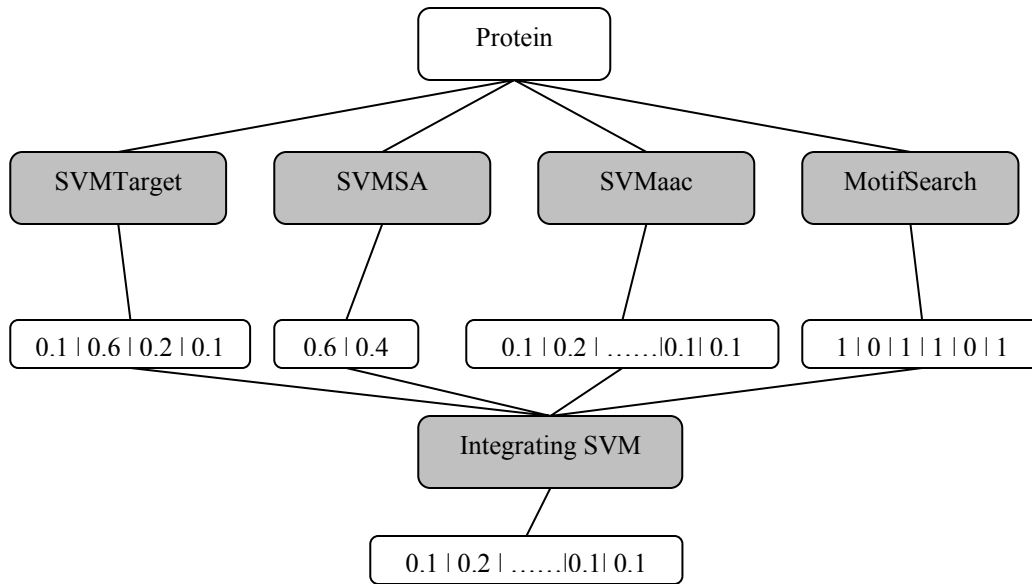 Protein
SVMTarget
SVMSA
SVMaac
MotifSearch
0.1 | 0.6 | 0.2 | 0.1
0.6 | 0.4
0.1 | 0.2 | ……|0.1| 0.1
1 | 0 | 1 | 1 | 0 | 1
Integrating SVM
0.1 | 0.2 | ……|0.1| 0.1